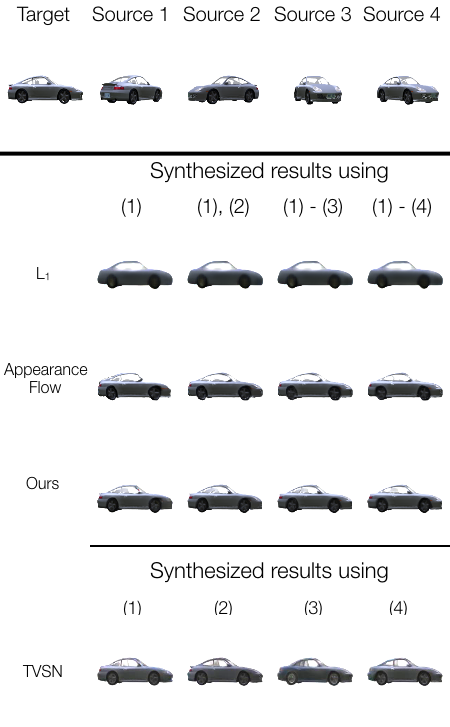 Target Source 1 Source 2 Source 3 Source 4
Synthesized results using
(1) (1), (2) (1) - (3) (1) - (4)
L₁
Appearance
Flow
Ours
Synthesized results using
(1) (2) (3) (4)
TVSN